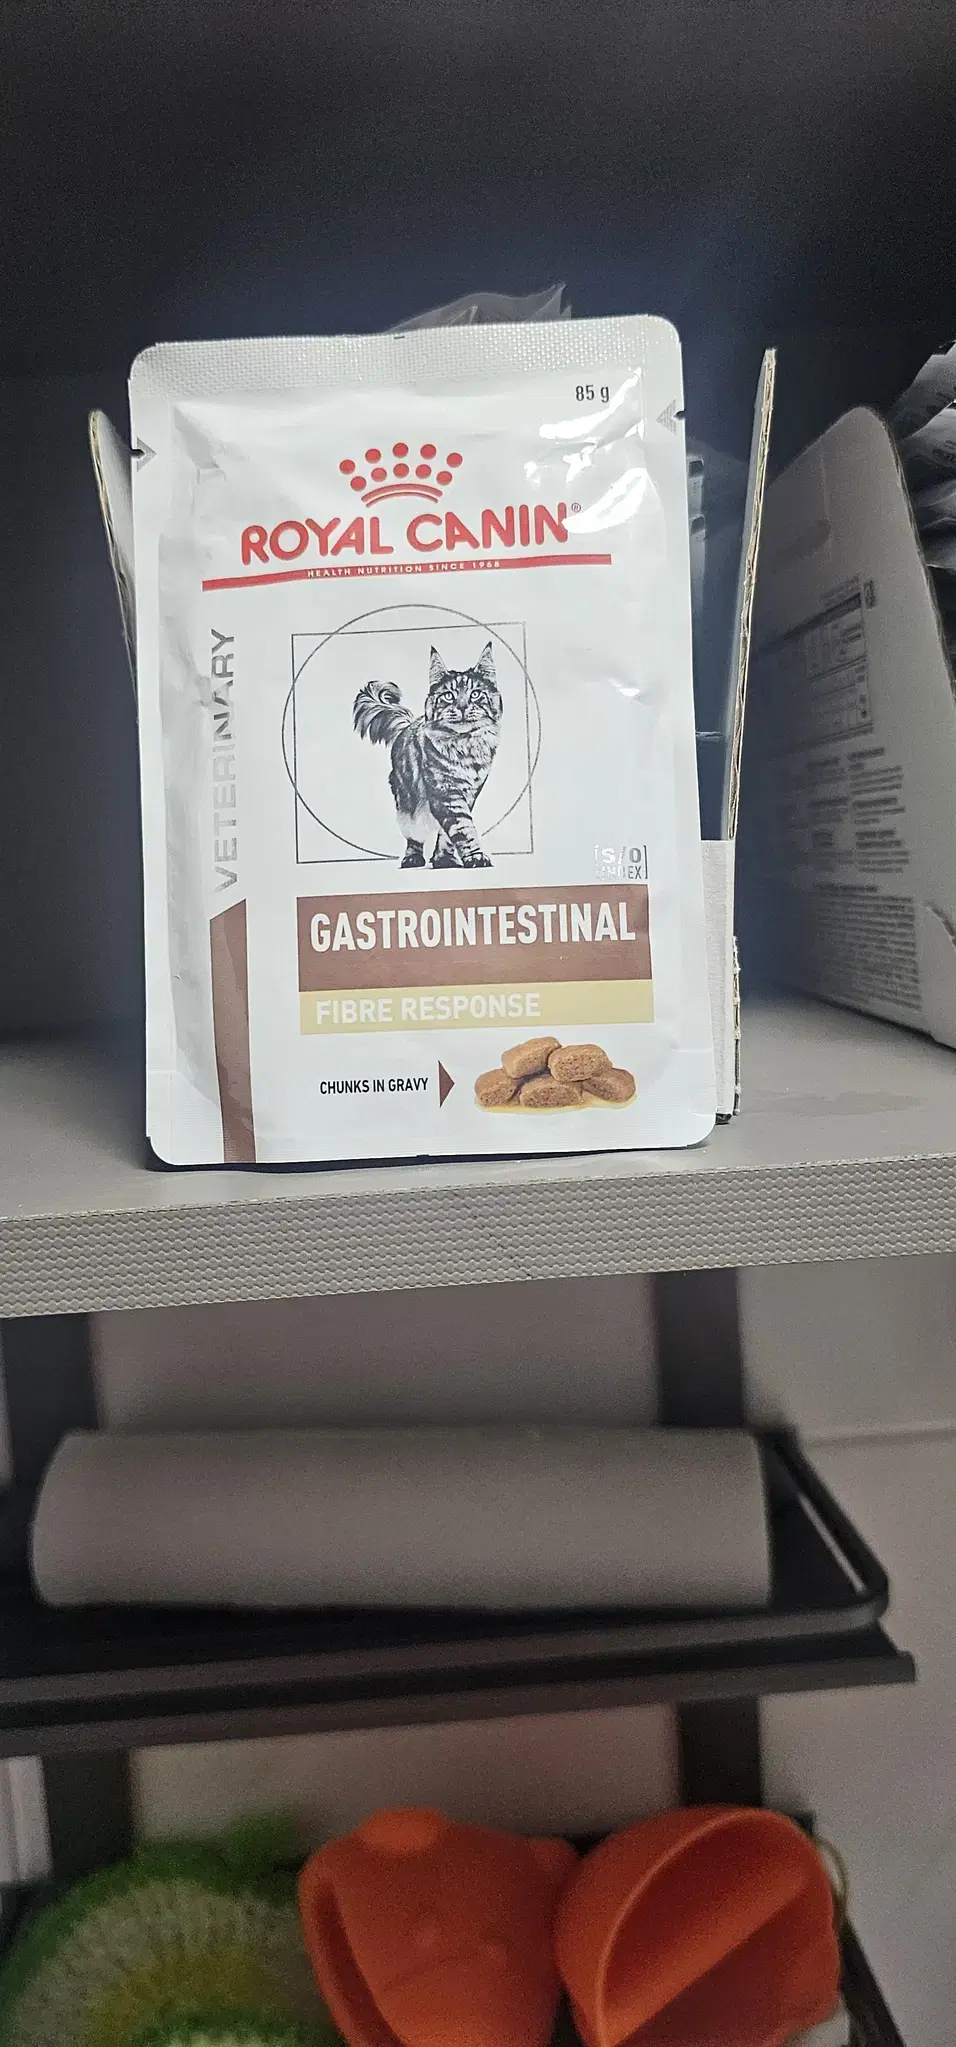 85 g
ROYAL CANIN®
HEALTH NUTRITION SINCE 1968
VETERINARY
S/O
INDEX
GASTROINTESTINAL
FIBRE RESPONSE
CHUNKS IN GRAVY